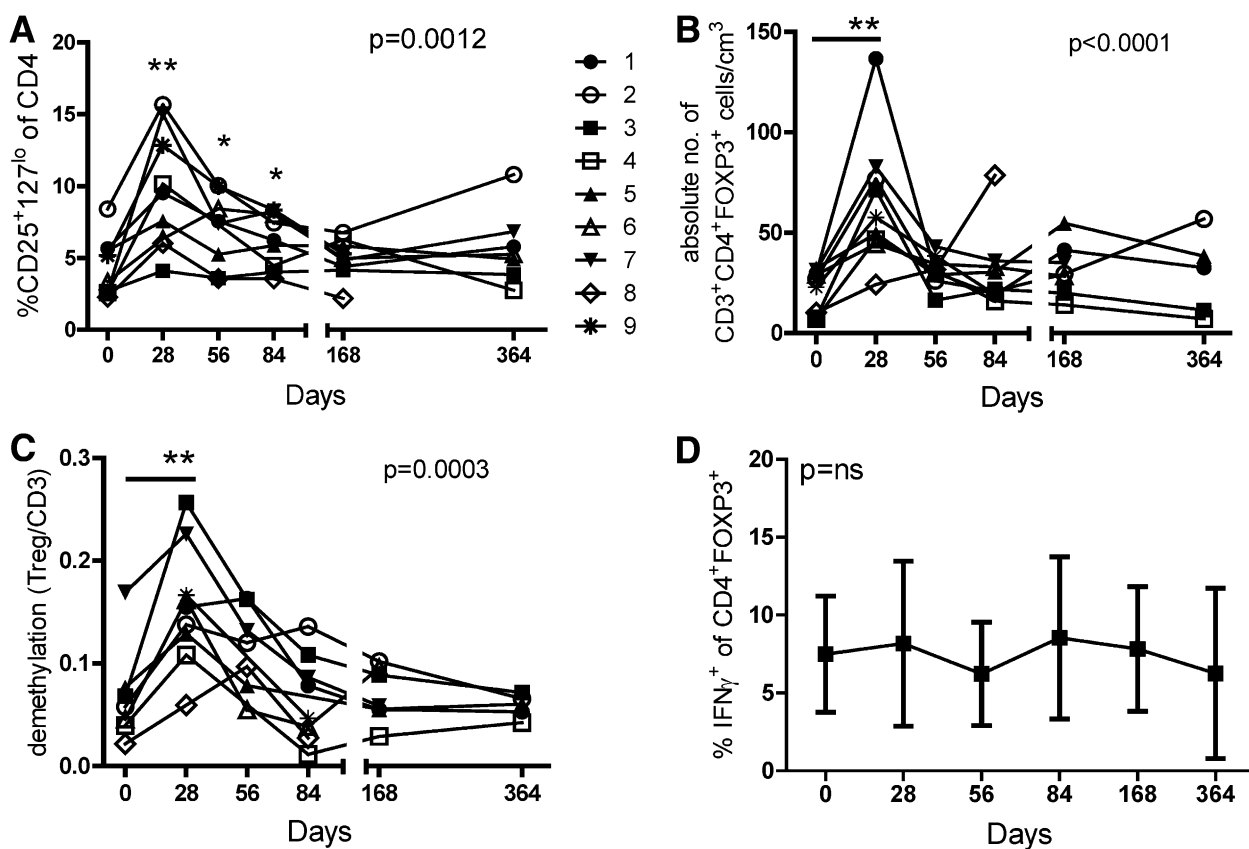 A
p=0.0012
**
*
*
%CD25⁺127ˡᵒ of CD4
20
15
10
5
0
0 28 56 84 168 364
Days
1
2
3
4
5
6
7
8
9
B
**
p<0.0001
absolute no. of
CD3⁺CD4⁺FOXP3⁺ cells/cm³
150
100
50
0
0 28 56 84 168 364
Days
C
**
p=0.0003
demethylation (Treg/CD3)
0.3
0.2
0.1
0.0
0 28 56 84 168 364
Days
D
p=ns
% IFNγ⁺ of CD4⁺FOXP3⁺
20
15
10
5
0
0 28 56 84 168 364
Days